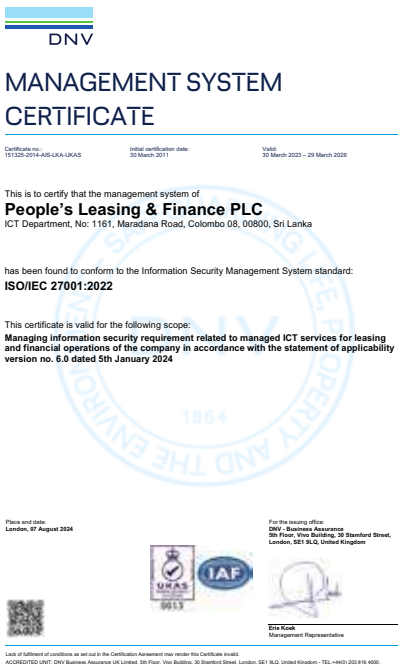 DNV
MANAGEMENT SYSTEM
CERTIFICATE
Certificate no.:
151325-2014-AIS-LKA-UKAS
Initial certification date:
30 March 2011
Valid:
30 March 2023 – 29 March 2026
This is to certify that the management system of
People's Leasing & Finance PLC
ICT Department, No: 1161, Maradana Road, Colombo 08, 00800, Sri Lanka
has been found to conform to the Information Security Management System standard:
ISO/IEC 27001:2022
This certificate is valid for the following scope:
Managing information security requirement related to managed ICT services for leasing
and financial operations of the company in accordance with the statement of applicability
version no. 6.0 dated 5th January 2024
DNV
1864
Place and date:
London, 07 August 2024
For the issuing office:
DNV - Business Assurance
5th Floor, Vivo Building, 30 Stamford Street,
London, SE1 9LQ, United Kingdom
UKAS
0013
IAF
Eric Koek
Management Representative
Lack of fulfilment of conditions as set out in the Certification Agreement may render this Certificate invalid.
ACCREDITED UNIT: DNV Business Assurance UK Limited, 5th Floor, Vivo Building, 30 Stamford Street, London, SE1 9LQ, United Kingdom - TEL:+44(0) 203 816 4000.